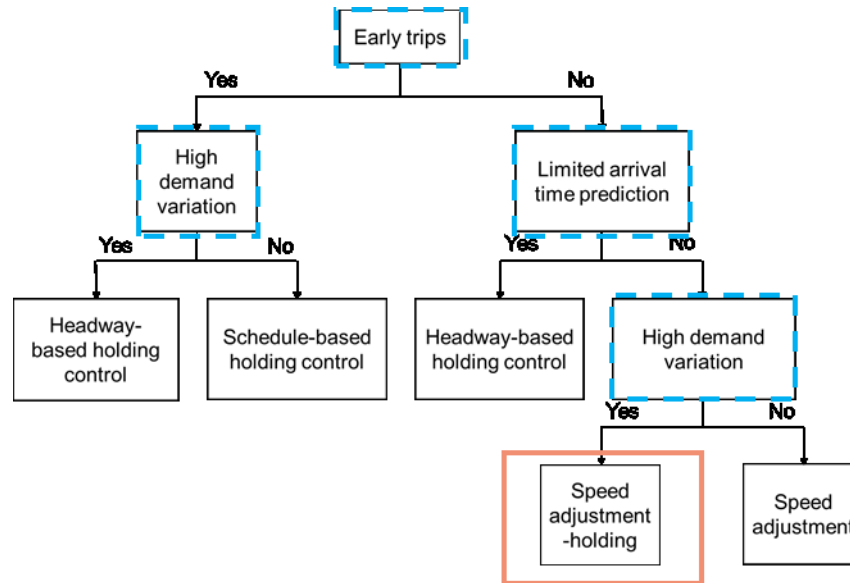 Early trips
Yes
No
High
demand
variation
Limited arrival
time prediction
Yes
No
Yes
No
Headway-
based holding
control
Schedule-based
holding control
Headway-based
holding control
High demand
variation
Yes
No
Speed
adjustment
-holding
Speed
adjustment